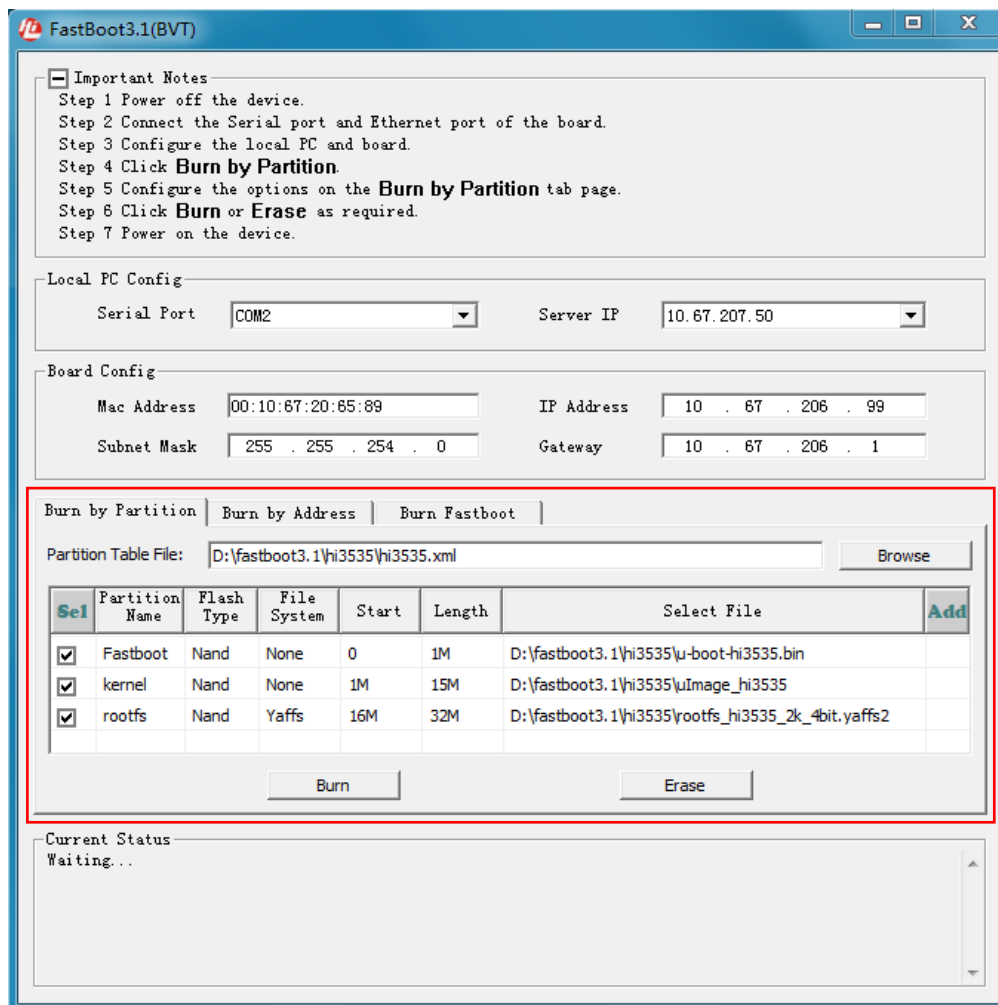 FastBoot3.1(BVT)
Important Notes
Step 1 Power off the device.
Step 2 Connect the Serial port and Ethernet port of the board.
Step 3 Configure the local PC and board.
Step 4 Click Burn by Partition.
Step 5 Configure the options on the Burn by Partition tab page.
Step 6 Click Burn or Erase as required.
Step 7 Power on the device.
Local PC Config
Serial Port COM2 Server IP 10.67.207.50
Board Config
Mac Address 00:10:67:20:65:89 IP Address 10 . 67 . 206 . 99
Subnet Mask 255 . 255 . 254 . 0 Gateway 10 . 67 . 206 . 1
Burn by Partition Burn by Address Burn Fastboot
Partition Table File: D:\fastboot3.1\hi3535\hi3535.xml Browse
Sel Partition Name Flash Type File System Start Length Select File Add
Fastboot Nand None 0 1M D:\fastboot3.1\hi3535\u-boot-hi3535.bin
kernel Nand None 1M 15M D:\fastboot3.1\hi3535\uImage_hi3535
rootfs Nand Yaffs 16M 32M D:\fastboot3.1\hi3535\rootfs_hi3535_2k_4bit.yaffs2
Burn Erase
Current Status
Waiting...